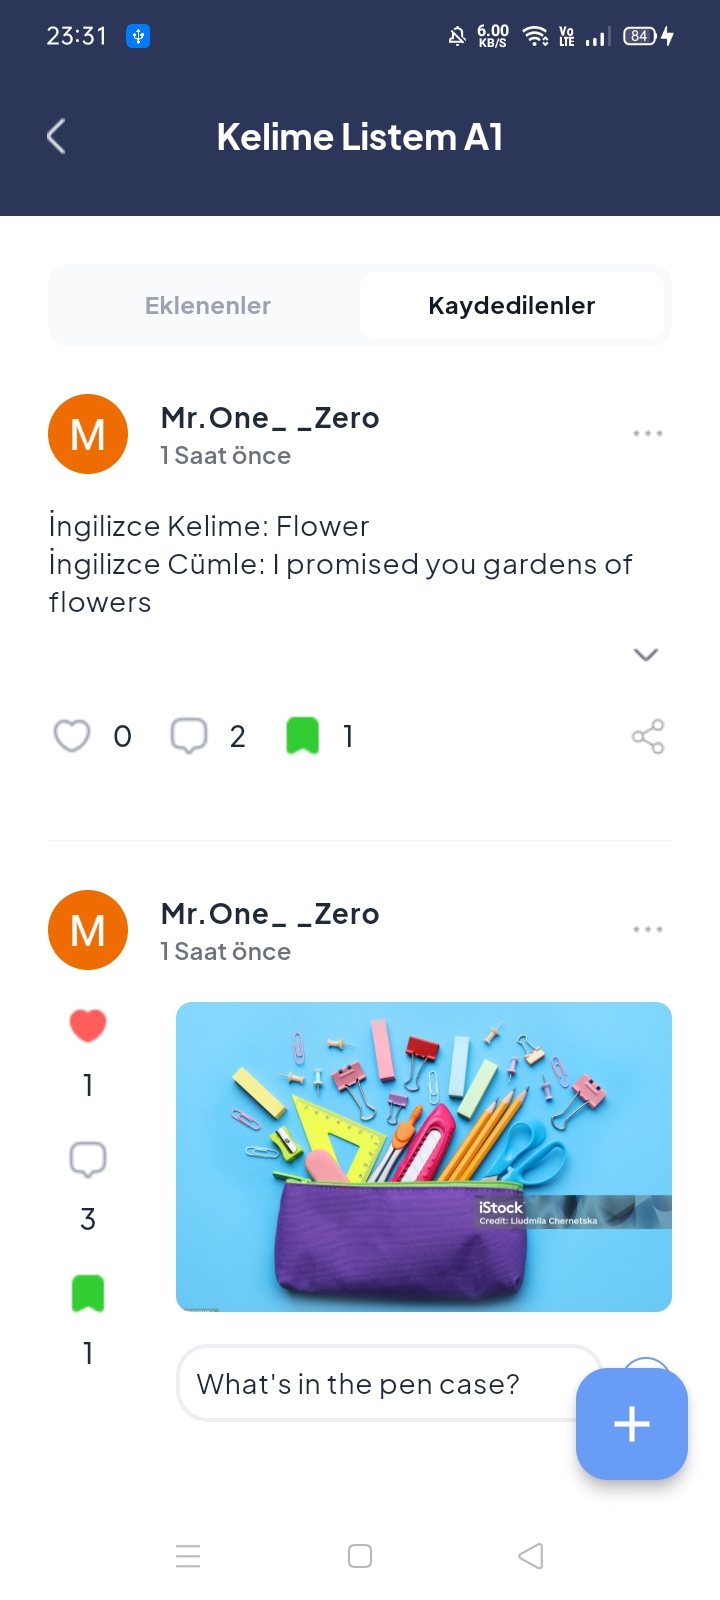 23:31
6.00
KB/S
Vo
LTE
84
Kelime Listem A1
Eklenenler
Kaydedilenler
M
Mr.One_ _Zero
1 Saat önce
İngilizce Kelime: Flower
İngilizce Cümle: I promised you gardens of
flowers
0
2
1
M
Mr.One_ _Zero
1 Saat önce
1
3
1
iStock
Credit: Liudmila Chernetska
What's in the pen case?